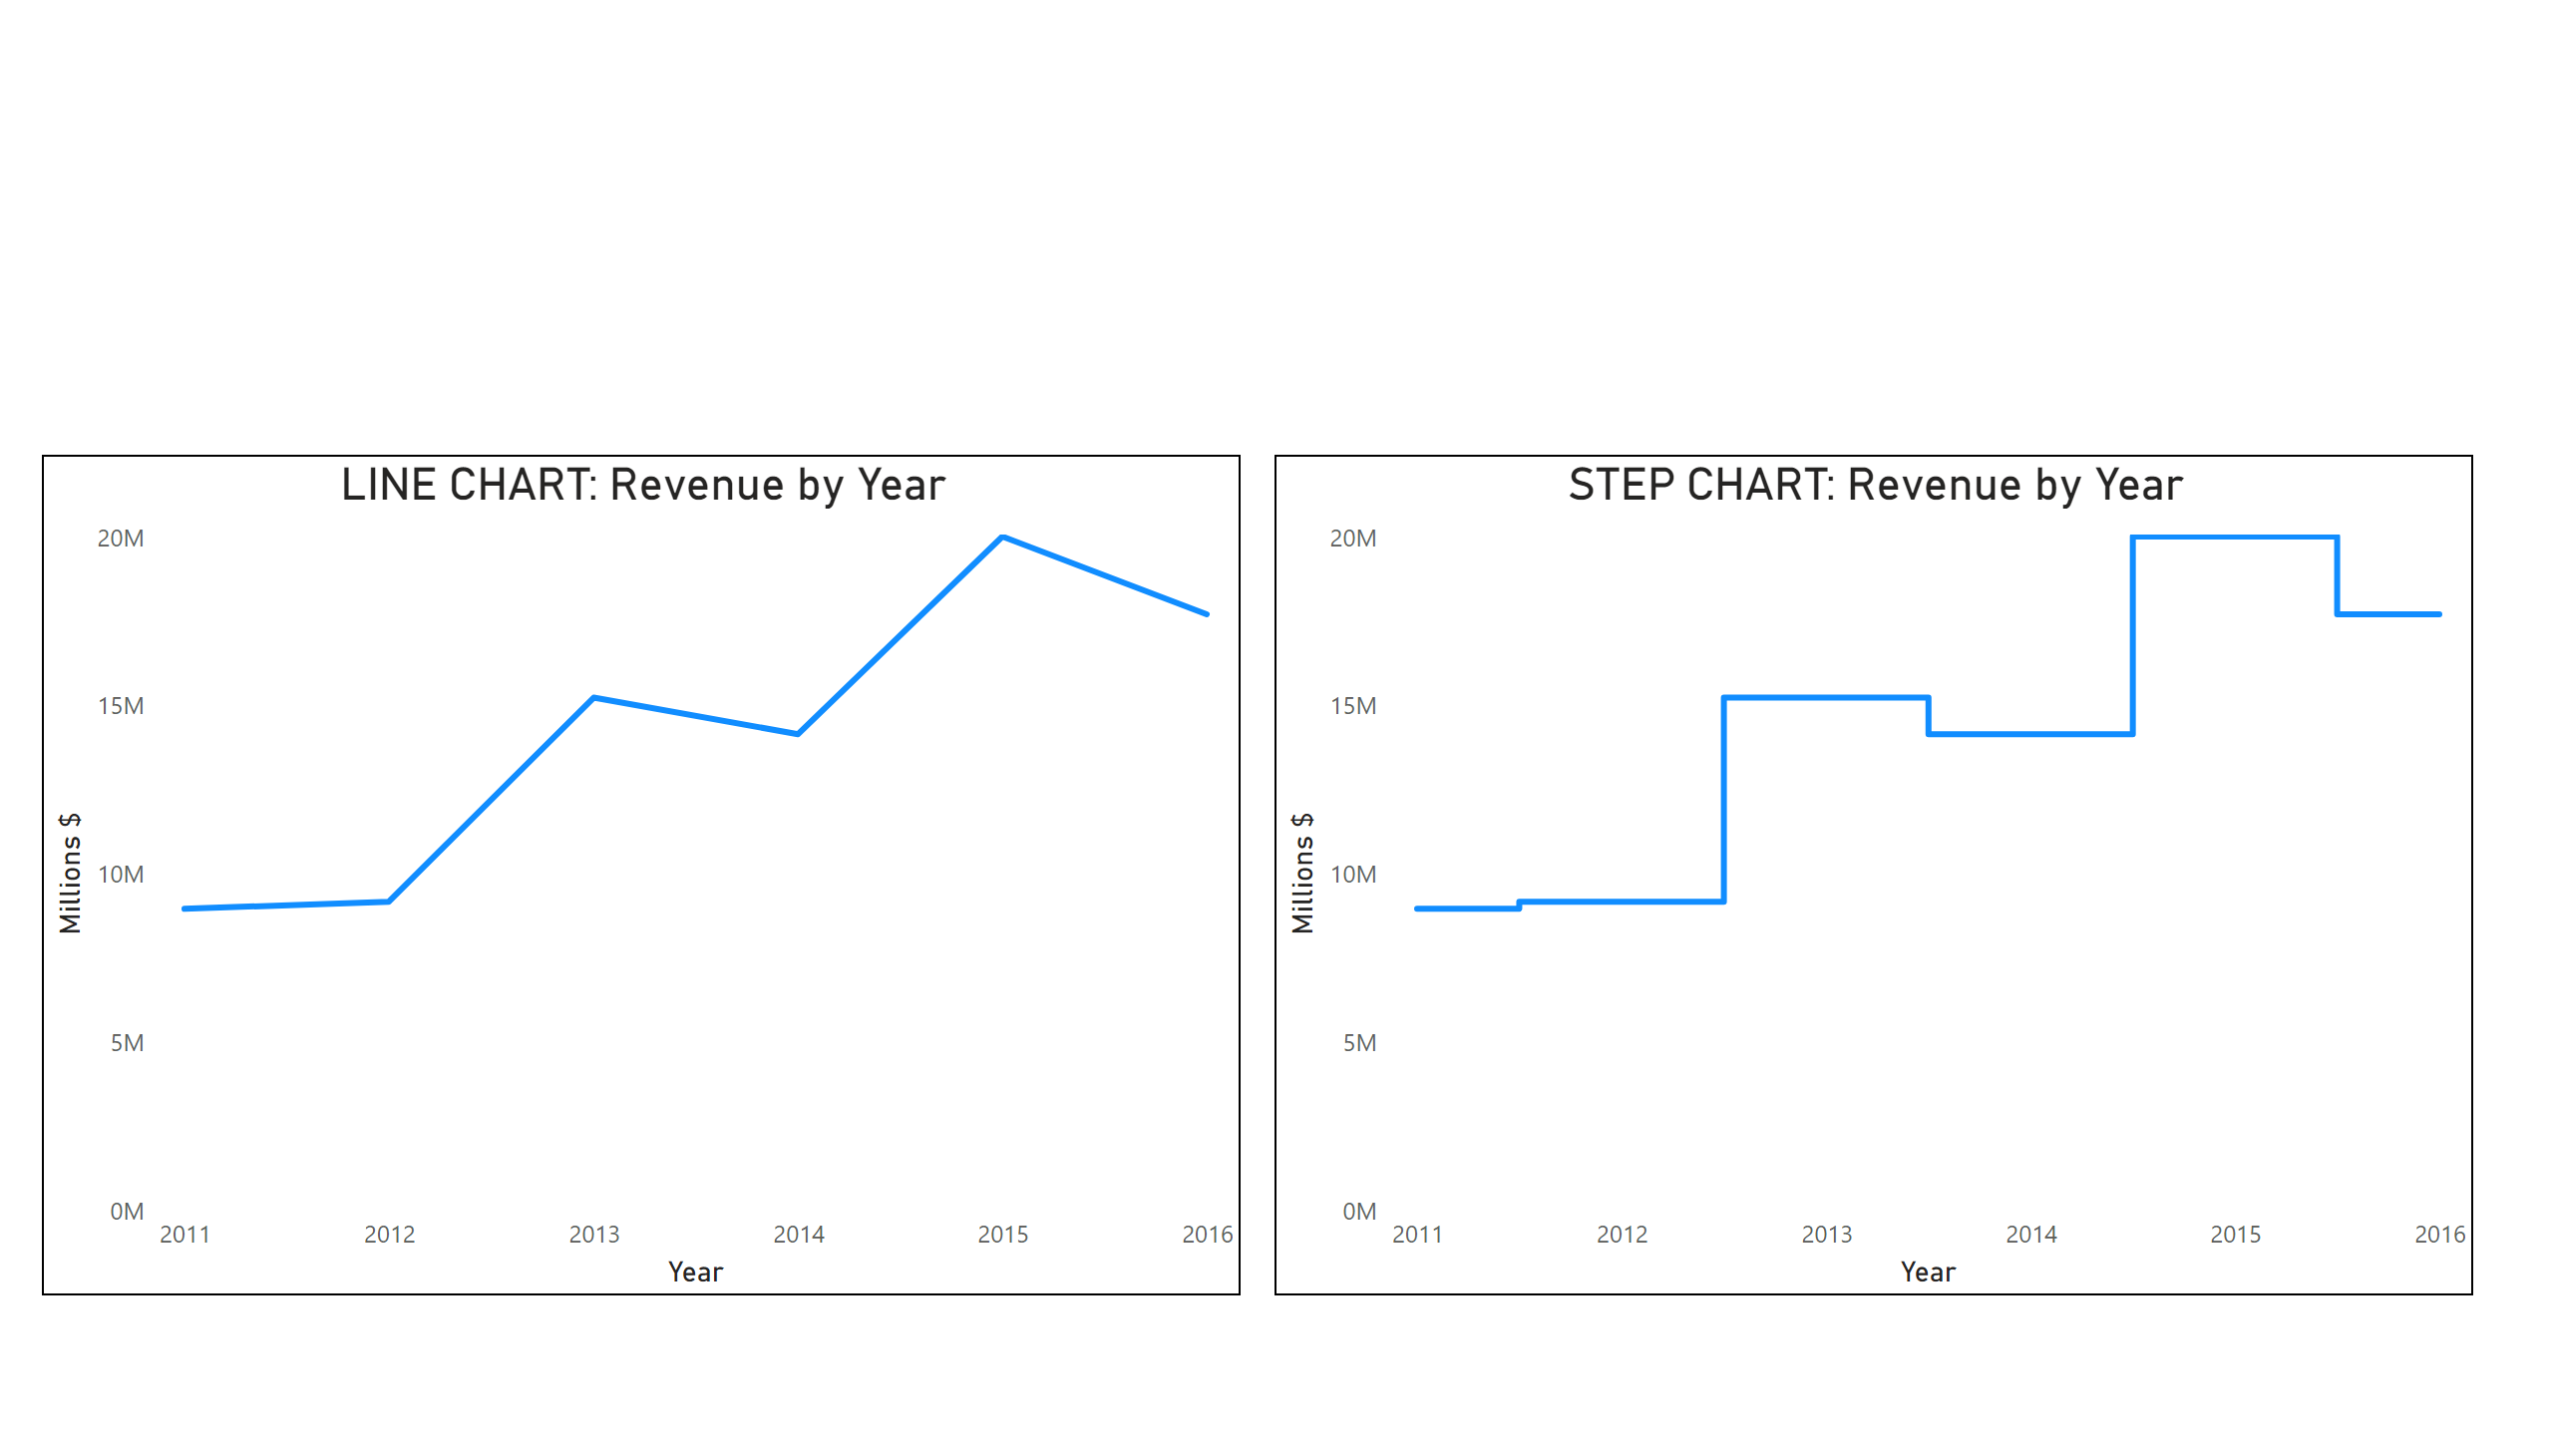 LINE CHART: Revenue by Year
20M
15M
10M
5M
0M
Millions $
2011 2012 2013 2014 2015 2016
Year
STEP CHART: Revenue by Year
20M
15M
10M
5M
0M
Millions $
2011 2012 2013 2014 2015 2016
Year